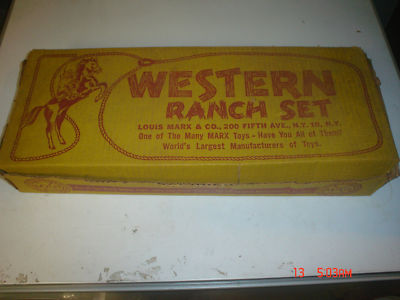 WESTERN
RANCH SET
LOUIS MARX & CO., 200 FIFTH AVE., N.Y. 10, N.Y.
One of The Many MARX Toys - Have You All of Them?
World's Largest Manufacturers of Toys.
13 5:03PM